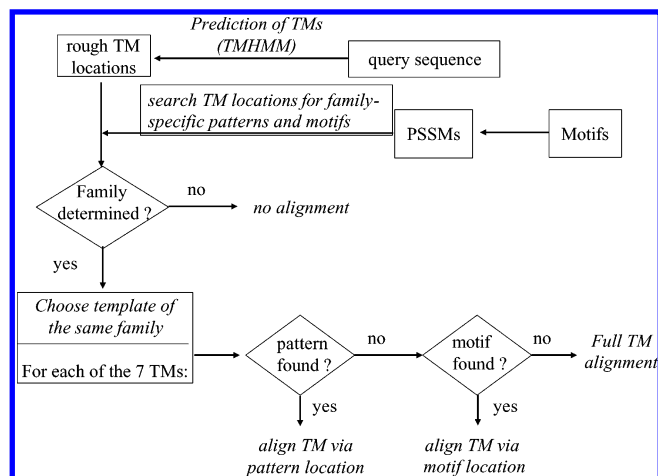 Prediction of TMs
(TMHMM)
rough TM
locations
query sequence
search TM locations for family-
specific patterns and motifs
PSSMs
Motifs
Family
determined ?
no
no alignment
yes
Choose template of
the same family
For each of the 7 TMs:
pattern
found ?
no
motif
found ?
no
Full TM
alignment
yes
align TM via
pattern location
yes
align TM via
motif location